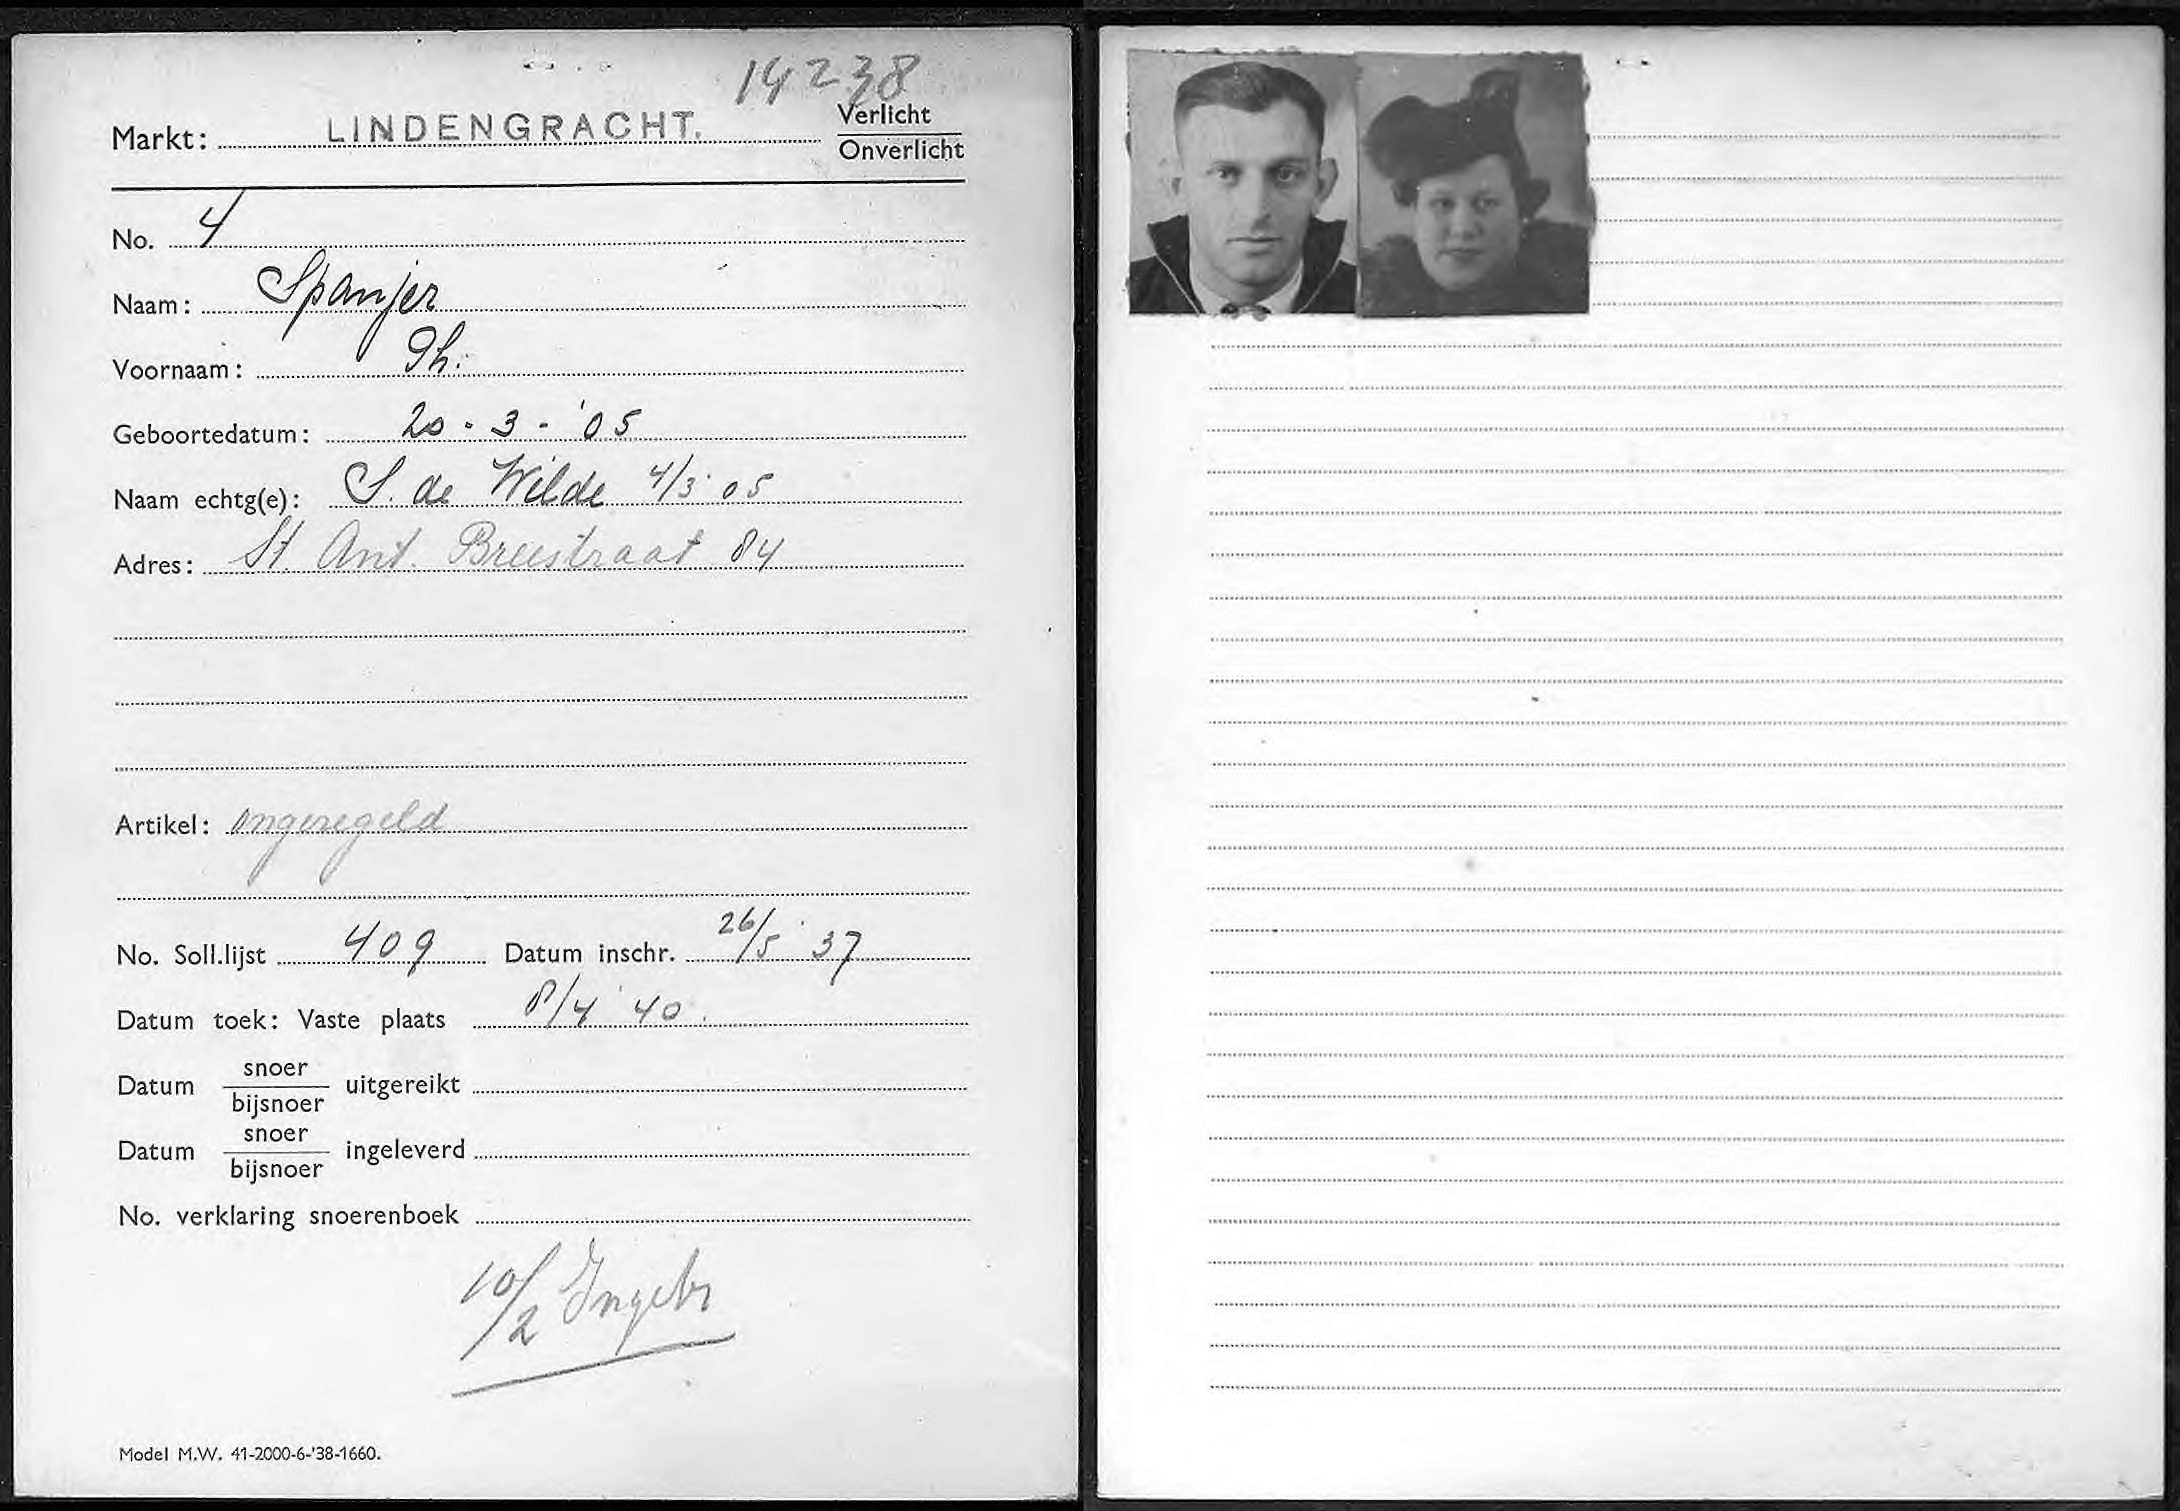 14238
Markt: LINDENGRACHT. Verlicht
Onverlicht
No. 4
Naam: Spanjer
Voornaam: Ph.
Geboortedatum: 20 - 3 - '05
Naam echtg(e): S. de Wilde 4/3 '05
Adres: St Ant. Breestraat 84
Artikel: ongeregeld
No. Soll.lijst 409 Datum inschr. 26/5 '37
Datum toek: Vaste plaats 8/4 '40.
Datum snoer
bijsnoer uitgereikt
Datum snoer
bijsnoer ingeleverd
No. verklaring snoerenboek
10/2
Model M.W. 41-2000-6-'38-1660.